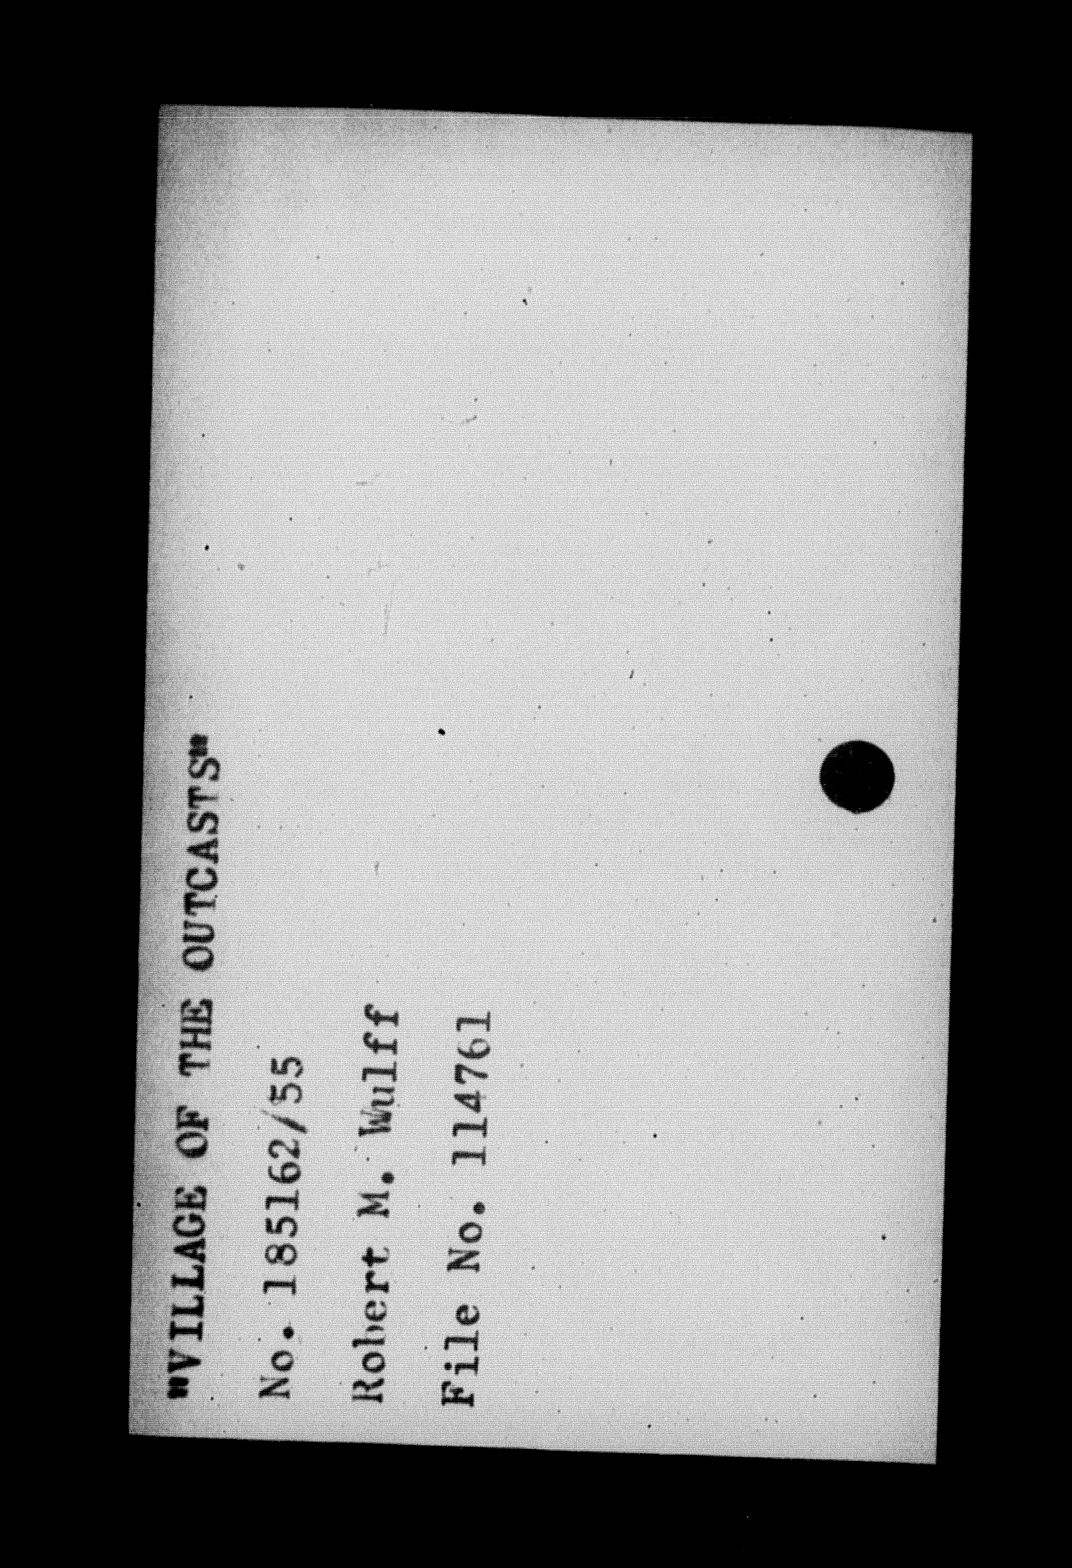 "VILLAGE OF THE OUTCASTS"
No. 185162/55
Robert M. Wulff
File No. 114761